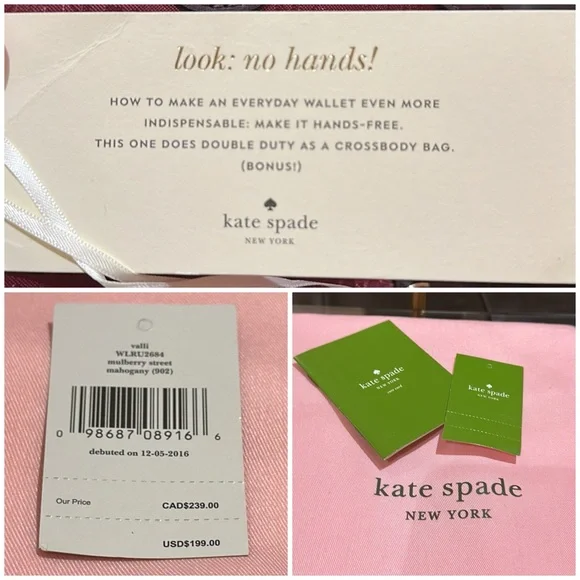 look: no hands!
HOW TO MAKE AN EVERYDAY WALLET EVEN MORE
INDISPENSABLE: MAKE IT HANDS-FREE.
THIS ONE DOES DOUBLE DUTY AS A CROSSBODY BAG.
(BONUS!)
kate spade
NEW YORK
valli
WLRU2684
mulberry street
mahogany (902)
0 98687 08916 6
debuted on 12-05-2016
Our Price CAD$239.00
USD$199.00
kate spade
NEW YORK
kate spade
NEW YORK
kate spade
NEW YORK